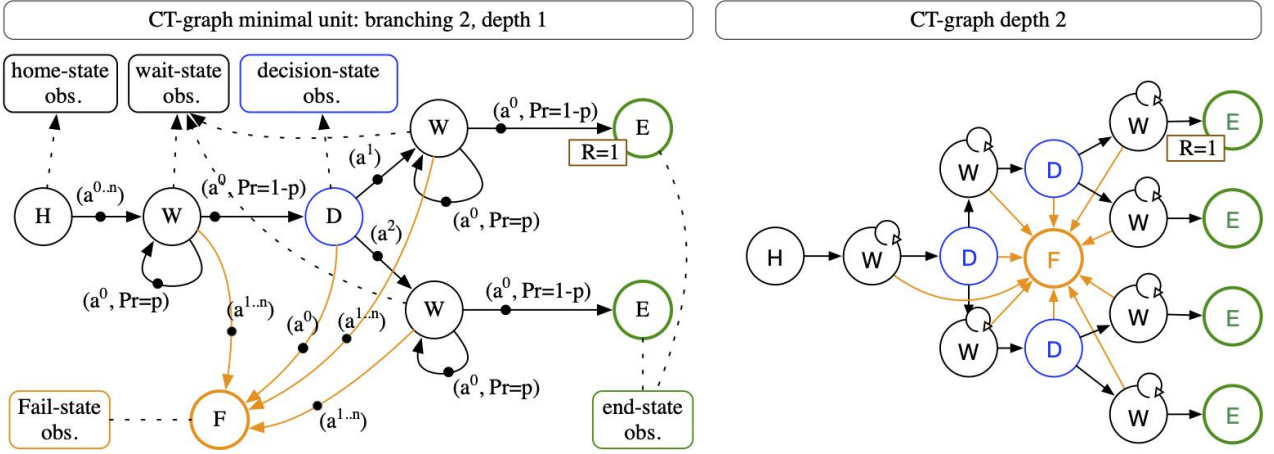 CT-graph minimal unit: branching 2, depth 1
home-state
obs.
wait-state
obs.
decision-state
obs.
W
(a⁰, Pr=1-p)
E
R=1
(a¹)
(a⁰, Pr=p)
H
(a⁰··ⁿ)
W
(a⁰, Pr=1-p)
D
(a²)
(a⁰, Pr=p)
W
(a⁰, Pr=1-p)
E
(a⁰, Pr=p)
(a¹··ⁿ)
(a⁰)
(a¹··ⁿ)
(a¹··ⁿ)
Fail-state
obs.
F
end-state
obs.
CT-graph depth 2
W
E
R=1
W
D
W
E
H
W
D
F
W
D
W
E
W
E